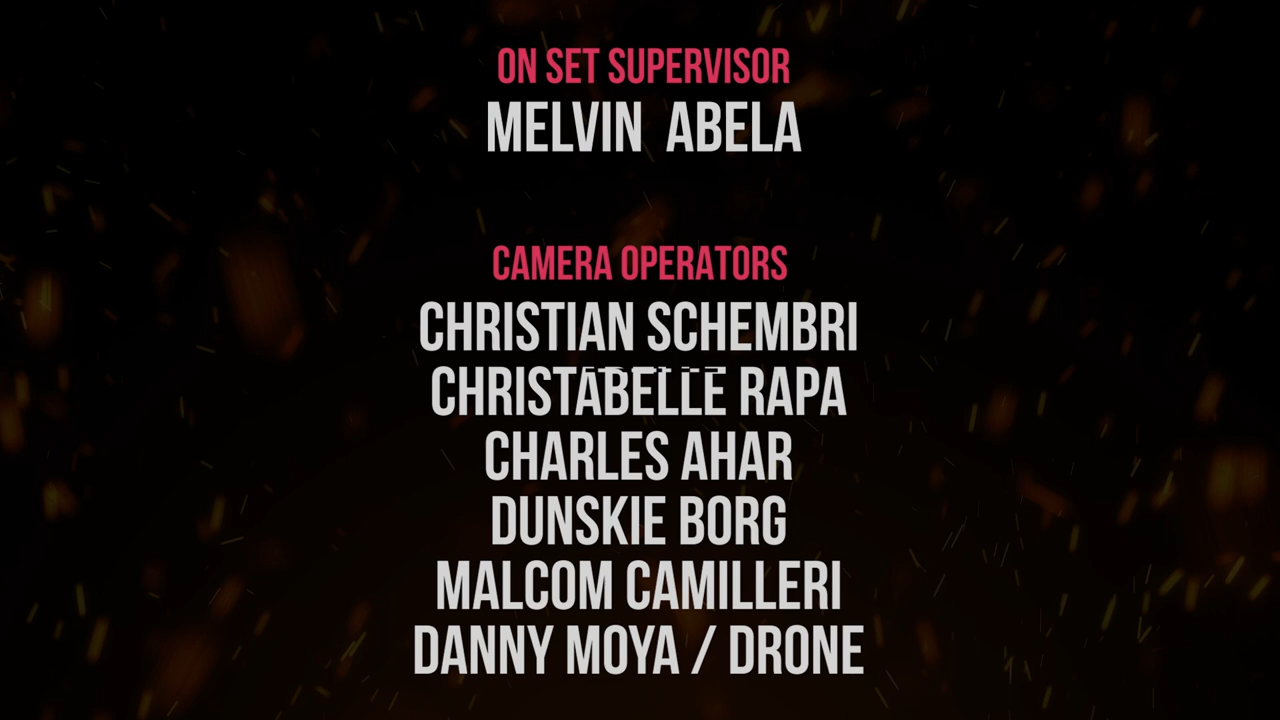 ON SET SUPERVISOR
MELVIN ABELA
CAMERA OPERATORS
CHRISTIAN SCHEMBRI
CHRISTABELLE RAPA
CHARLES AHAR
DUNSKIE BORG
MALCOM CAMILLERI
DANNY MOYA / DRONE